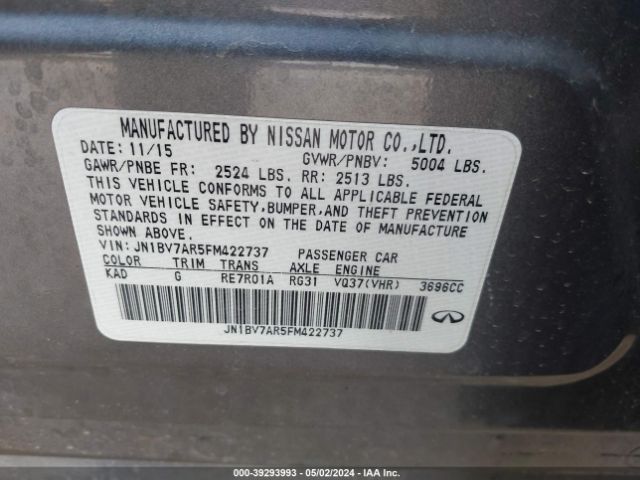 MANUFACTURED BY NISSAN MOTOR CO.,LTD.
DATE: 11/15 GVWR/PNBV: 5004 LBS.
GAWR/PNBE FR: 2524 LBS. RR: 2513 LBS.
THIS VEHICLE CONFORMS TO ALL APPLICABLE FEDERAL
MOTOR VEHICLE SAFETY, BUMPER, AND THEFT PREVENTION
STANDARDS IN EFFECT ON THE DATE OF MANUFACTURE
SHOWN ABOVE.
VIN: JN1BV7AR5FM422737 PASSENGER CAR
COLOR TRIM TRANS AXLE ENGINE
KAD G RE7R01A RG31 VQ37(VHR) 3696CC
JN1BV7AR5FM422737
000-39293993 - 05/02/2024 - IAA